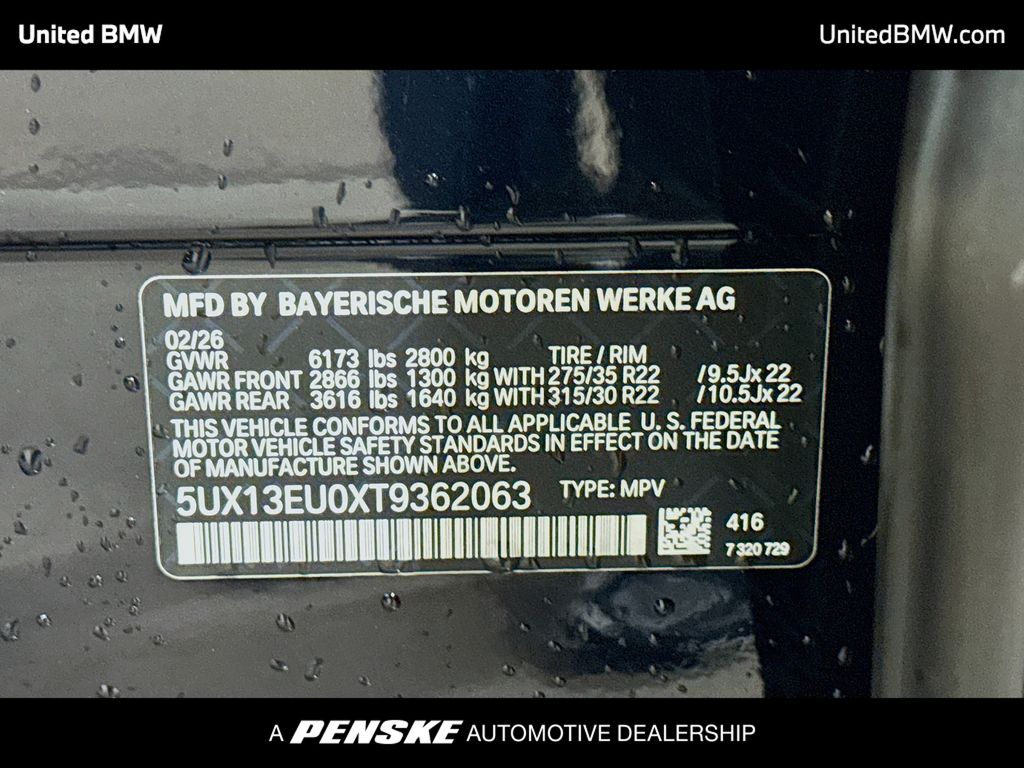 United BMW
UnitedBMW.com
MFD BY BAYERISCHE MOTOREN WERKE AG
02/26
GVWR 6173 lbs 2800 kg TIRE / RIM
GAWR FRONT 2866 lbs 1300 kg WITH 275/35 R22 /9.5Jx22
GAWR REAR 3616 lbs 1640 kg WITH 315/30 R22 /10.5Jx22
THIS VEHICLE CONFORMS TO ALL APPLICABLE U. S. FEDERAL
MOTOR VEHICLE SAFETY STANDARDS IN EFFECT ON THE DATE
OF MANUFACTURE SHOWN ABOVE.
5UX13EU0XT9362063 TYPE: MPV
416
7 320 729
A PENSKE AUTOMOTIVE DEALERSHIP